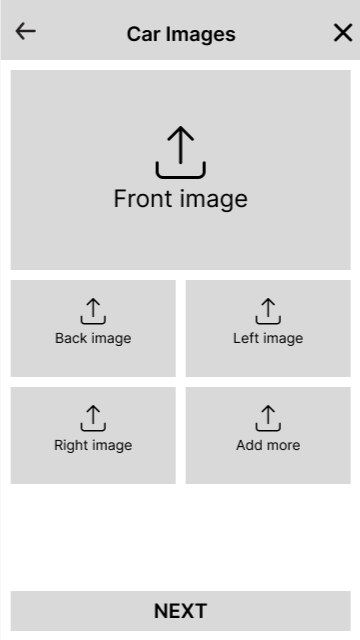 Car Images
Front image
Back image
Left image
Right image
Add more
NEXT